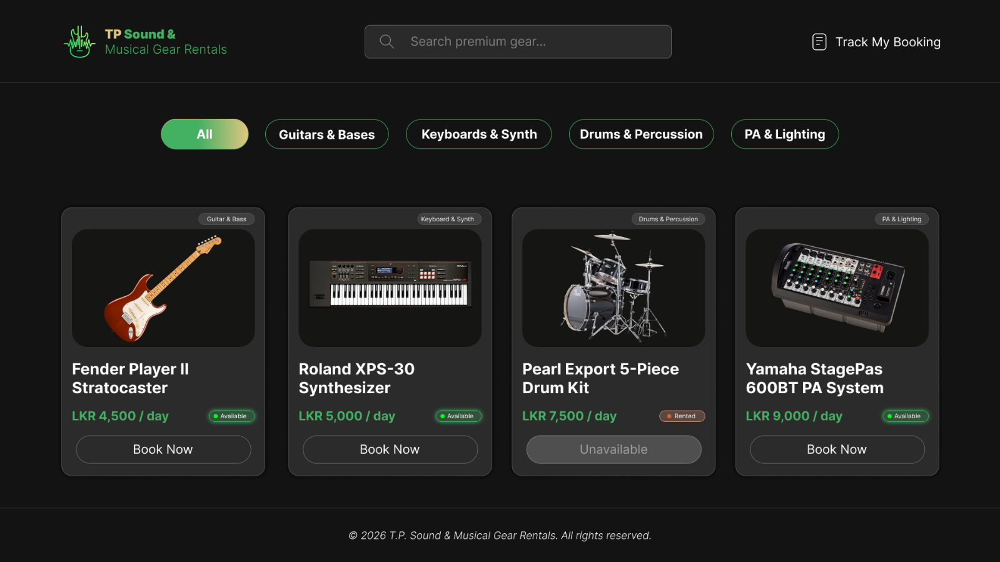 TP Sound &
Musical Gear Rentals
Search premium gear...
Track My Booking
All
Guitars & Bases
Keyboards & Synth
Drums & Percussion
PA & Lighting
Guitar & Bass
Fender Player II
Stratocaster
LKR 4,500 / day
Available
Book Now
Keyboard & Synth
Roland XPS-30
Synthesizer
LKR 5,000 / day
Available
Book Now
Drums & Percussion
Pearl Export 5-Piece
Drum Kit
LKR 7,500 / day
Rented
Unavailable
PA & Lighting
Yamaha StagePas
600BT PA System
LKR 9,000 / day
Available
Book Now
© 2026 T.P. Sound & Musical Gear Rentals. All rights reserved.